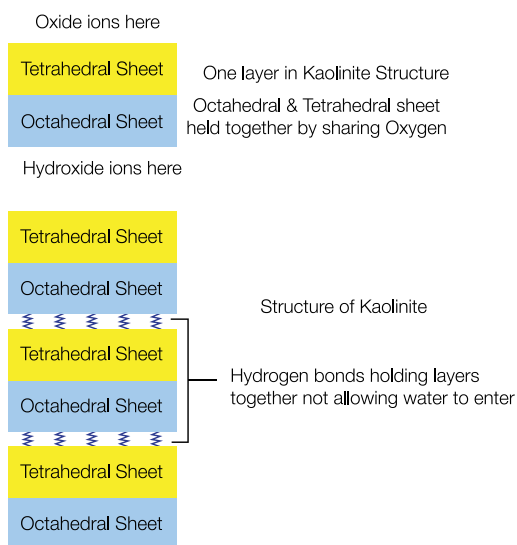 Oxide ions here
Tetrahedral Sheet
One layer in Kaolinite Structure
Octahedral Sheet
Octahedral & Tetrahedral sheet
held together by sharing Oxygen
Hydroxide ions here
Tetrahedral Sheet
Octahedral Sheet
Structure of Kaolinite
Tetrahedral Sheet
Octahedral Sheet
Hydrogen bonds holding layers
together not allowing water to enter
Tetrahedral Sheet
Octahedral Sheet